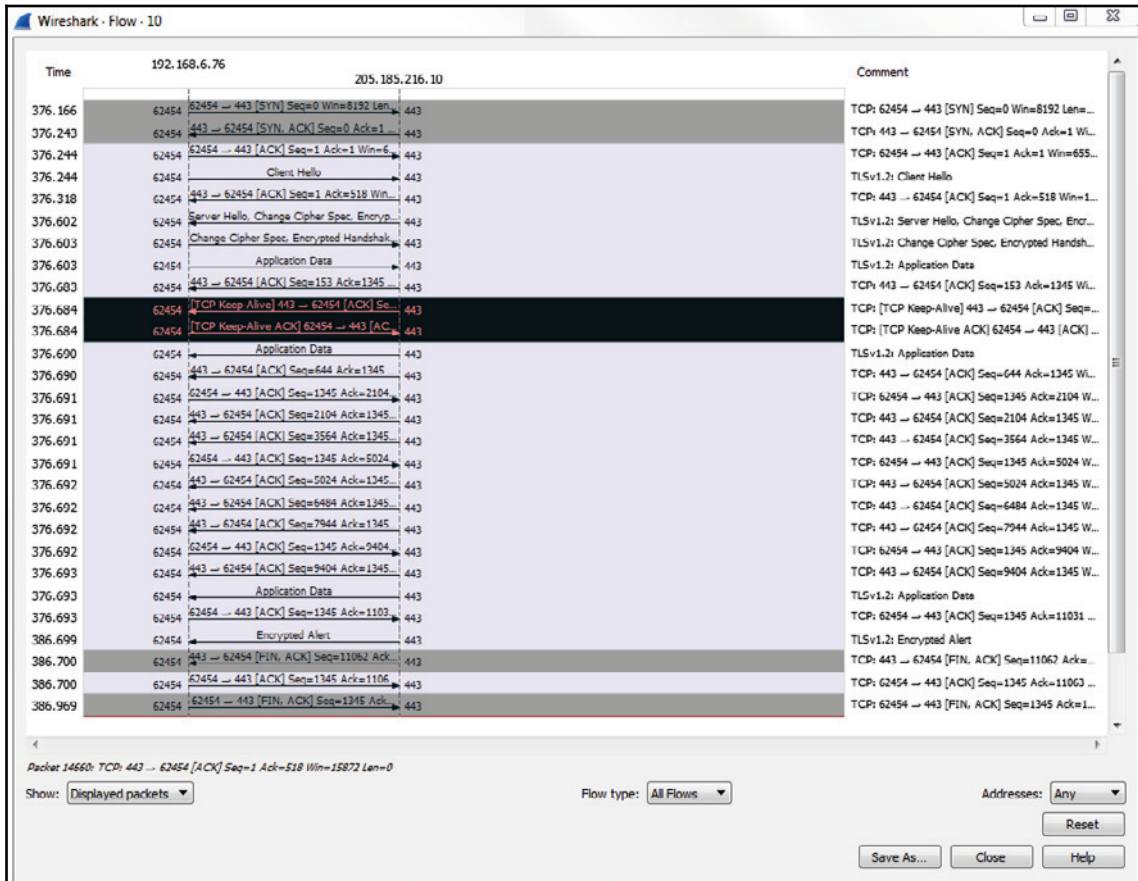 Wireshark · Flow · 10
Time 192.168.6.76 205.185.216.10 Comment
376.166 62454 62454 → 443 [SYN] Seq=0 Win=8192 Len... 443 TCP: 62454 → 443 [SYN] Seq=0 Win=8192 Len=...
376.243 62454 443 → 62454 [SYN, ACK] Seq=0 Ack=1 ... 443 TCP: 443 → 62454 [SYN, ACK] Seq=0 Ack=1 Wi...
376.244 62454 62454 → 443 [ACK] Seq=1 Ack=1 Win=6... 443 TCP: 62454 → 443 [ACK] Seq=1 Ack=1 Win=655...
376.244 62454 Client Hello 443 TLSv1.2: Client Hello
376.318 62454 443 → 62454 [ACK] Seq=1 Ack=518 Win... 443 TCP: 443 → 62454 [ACK] Seq=1 Ack=518 Win=1...
376.602 62454 Server Hello, Change Cipher Spec, Encryp... 443 TLSv1.2: Server Hello, Change Cipher Spec, Encr...
376.603 62454 Change Cipher Spec, Encrypted Handshak... 443 TLSv1.2: Change Cipher Spec, Encrypted Handsh...
376.603 62454 Application Data 443 TLSv1.2: Application Data
376.683 62454 443 → 62454 [ACK] Seq=153 Ack=1345 ... 443 TCP: 443 → 62454 [ACK] Seq=153 Ack=1345 Wi...
376.684 62454 [TCP Keep-Alive] 443 → 62454 [ACK] Se... 443 TCP: [TCP Keep-Alive] 443 → 62454 [ACK] Seq=...
376.684 62454 [TCP Keep-Alive ACK] 62454 → 443 [AC... 443 TCP: [TCP Keep-Alive ACK] 62454 → 443 [ACK] ...
376.690 62454 Application Data 443 TLSv1.2: Application Data
376.690 62454 443 → 62454 [ACK] Seq=644 Ack=1345 ... 443 TCP: 443 → 62454 [ACK] Seq=644 Ack=1345 Wi...
376.691 62454 62454 → 443 [ACK] Seq=1345 Ack=2104... 443 TCP: 62454 → 443 [ACK] Seq=1345 Ack=2104 W...
376.691 62454 443 → 62454 [ACK] Seq=2104 Ack=1345... 443 TCP: 443 → 62454 [ACK] Seq=2104 Ack=1345 W...
376.691 62454 443 → 62454 [ACK] Seq=3564 Ack=1345... 443 TCP: 443 → 62454 [ACK] Seq=3564 Ack=1345 W...
376.691 62454 62454 → 443 [ACK] Seq=1345 Ack=5024... 443 TCP: 62454 → 443 [ACK] Seq=1345 Ack=5024 W...
376.692 62454 443 → 62454 [ACK] Seq=5024 Ack=1345... 443 TCP: 443 → 62454 [ACK] Seq=5024 Ack=1345 W...
376.692 62454 443 → 62454 [ACK] Seq=6484 Ack=1345... 443 TCP: 443 → 62454 [ACK] Seq=6484 Ack=1345 W...
376.692 62454 443 → 62454 [ACK] Seq=7944 Ack=1345 ... 443 TCP: 443 → 62454 [ACK] Seq=7944 Ack=1345 W...
376.692 62454 62454 → 443 [ACK] Seq=1345 Ack=9404... 443 TCP: 62454 → 443 [ACK] Seq=1345 Ack=9404 W...
376.693 62454 443 → 62454 [ACK] Seq=9404 Ack=1345... 443 TCP: 443 → 62454 [ACK] Seq=9404 Ack=1345 W...
376.693 62454 Application Data 443 TLSv1.2: Application Data
376.693 62454 62454 → 443 [ACK] Seq=1345 Ack=1103... 443 TCP: 62454 → 443 [ACK] Seq=1345 Ack=11031 ...
386.699 62454 Encrypted Alert 443 TLSv1.2: Encrypted Alert
386.700 62454 443 → 62454 [FIN, ACK] Seq=11062 Ack... 443 TCP: 443 → 62454 [FIN, ACK] Seq=11062 Ack=...
386.700 62454 62454 → 443 [ACK] Seq=1345 Ack=1106... 443 TCP: 62454 → 443 [ACK] Seq=1345 Ack=11063 ...
386.969 62454 62454 → 443 [FIN, ACK] Seq=1345 Ack... 443 TCP: 62454 → 443 [FIN, ACK] Seq=1345 Ack=1...
Packet 14660: TCP: 443 → 62454 [ACK] Seq=1 Ack=518 Win=15872 Len=0
Show: Displayed packets Flow type: All Flows Addresses: Any
Reset
Save As... Close Help